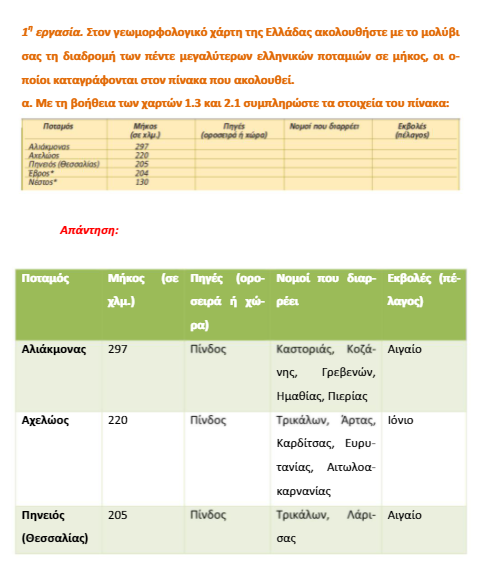 1η εργασία. Στον γεωμορφολογικό χάρτη της Ελλάδας ακολουθήστε με το μολύβι
σας τη διαδρομή των πέντε μεγαλύτερων ελληνικών ποταμιών σε μήκος, οι ο-
ποίοι καταγράφονται στον πίνακα που ακολουθεί.
α. Με τη βοήθεια των χαρτών 1.3 και 2.1 συμπληρώστε τα στοιχεία του πίνακα:
Ποταμός Μήκος (σε χλμ.) Πηγές (οροσειρά ή χώρα) Νομοί που διαρρέει Εκβολές (πέλαγος)
Αλιάκμονας 297
Αχελώος 220
Πηνειός (Θεσσαλίας) 205
Έβρος* 204
Νέστος* 130
Απάντηση:
Ποταμός Μήκος (σε Πηγές (ορο- Νομοί που διαρ- Εκβολές (πέ-
χλμ.) σειρά ή χώ- ρέει λαγος)
ρα)
Αλιάκμονας 297 Πίνδος Καστοριάς, Κοζά- Αιγαίο
νης, Γρεβενών,
Ημαθίας, Πιερίας
Αχελώος 220 Πίνδος Τρικάλων, Άρτας, Ιόνιο
Καρδίτσας, Ευρυ-
τανίας, Αιτωλοα-
καρνανίας
Πηνειός 205 Πίνδος Τρικάλων, Λάρι- Αιγαίο
(Θεσσαλίας) σας